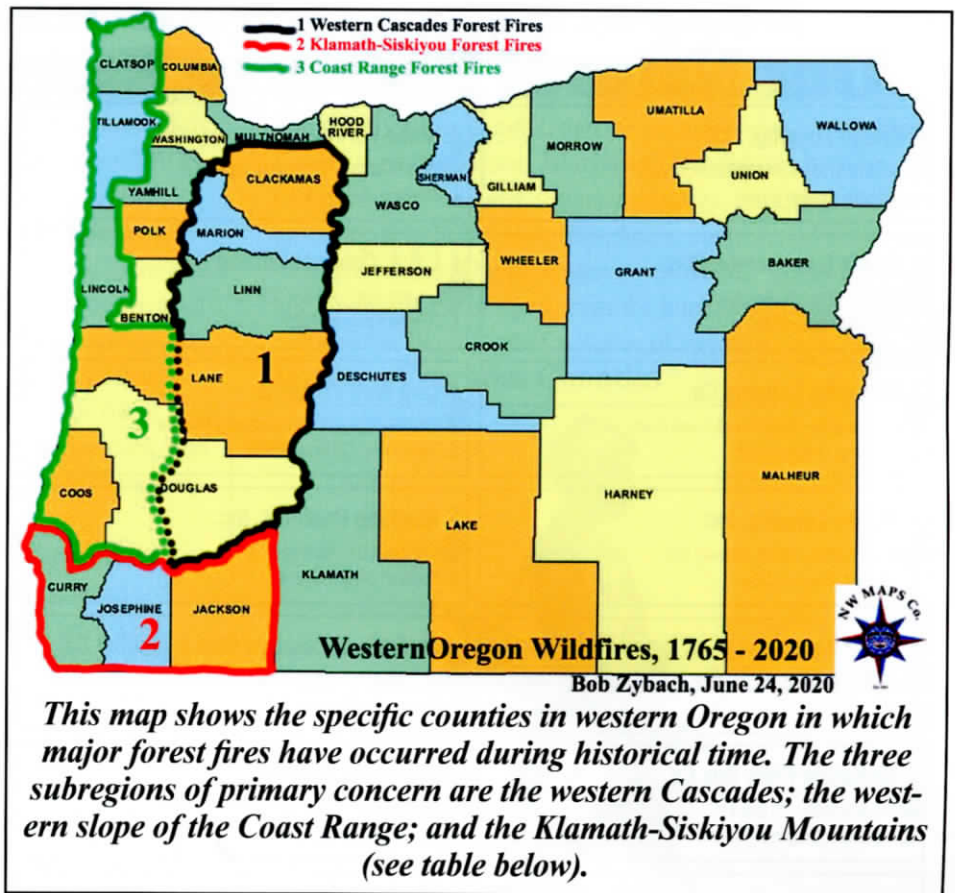 1 Western Cascades Forest Fires
2 Klamath-Siskiyou Forest Fires
3 Coast Range Forest Fires
CLATSOP
COLUMBIA
TILLAMOOK
WASHINGTON
MULTNOMAH
HOOD
RIVER
UMATILLA
WALLOWA
MORROW
UNION
SHERMAN
GILLIAM
CLACKAMAS
YAMHILL
WASCO
POLK
MARION
WHEELER
GRANT
BAKER
JEFFERSON
LINCOLN
LINN
BENTON
CROOK
LANE
1
DESCHUTES
3
COOS
DOUGLAS
MALHEUR
HARNEY
LAKE
KLAMATH
CURRY
JOSEPHINE
JACKSON
2
NW MAPS Co.
WesternOregon Wildfires, 1765 - 2020
Bob Zybach, June 24, 2020
This map shows the specific counties in western Oregon in which
major forest fires have occurred during historical time. The three
subregions of primary concern are the western Cascades; the west-
ern slope of the Coast Range; and the Klamath-Siskiyou Mountains
(see table below).